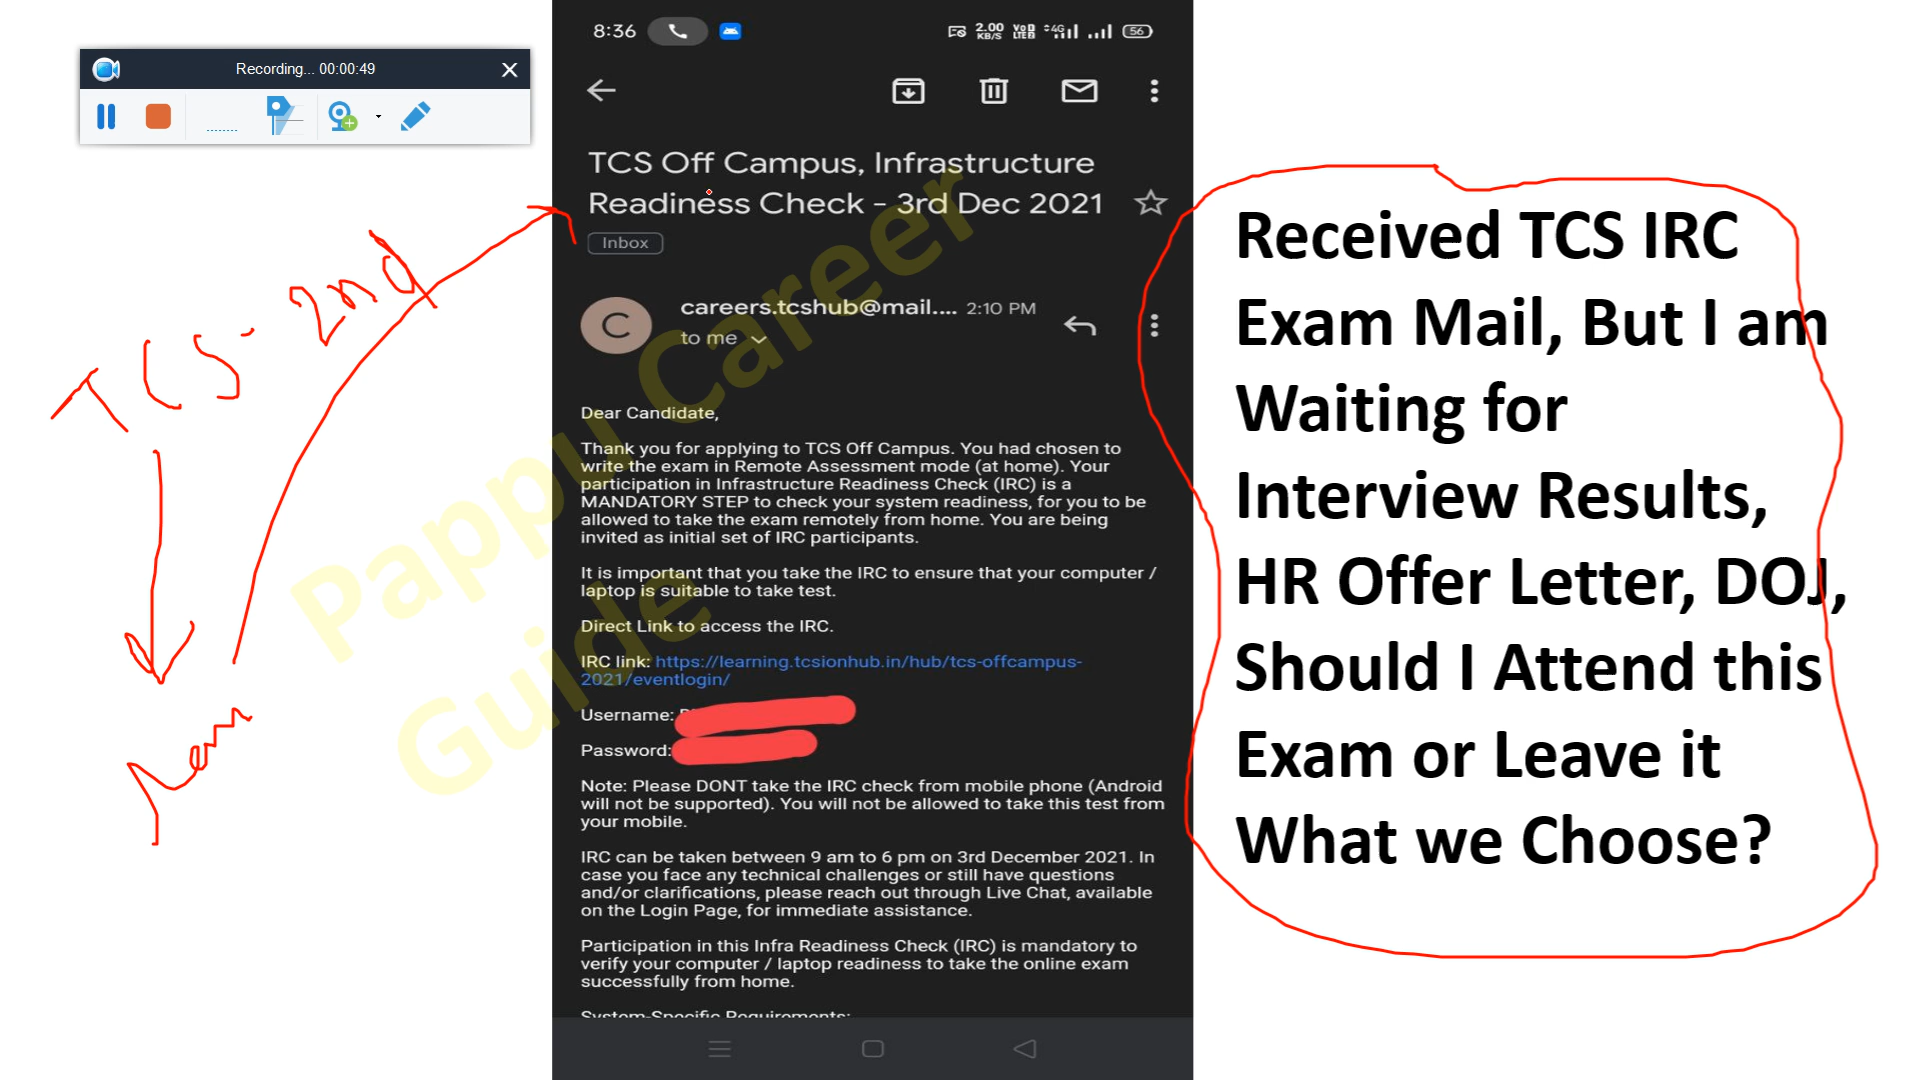 Recording... 00:00:49
TCS - 2nd
8:36
2.00
KB/S
VoD
LTE
4G
56
TCS Off Campus, Infrastructure
Readiness Check - 3rd Dec 2021
Inbox
C
careers.tcshub@mail.... 2:10 PM
to me
Dear Candidate,
Thank you for applying to TCS Off Campus. You had chosen to
write the exam in Remote Assessment mode (at home). Your
participation in Infrastructure Readiness Check (IRC) is a
MANDATORY STEP to check your system readiness, for you to be
allowed to take the exam remotely from home. You are being
invited as initial set of IRC participants.
It is important that you take the IRC to ensure that your computer /
laptop is suitable to take test.
Direct Link to access the IRC.
IRC link: https://learning.tcsionhub.in/hub/tcs-offcampus-
2021/eventlogin/
Username:
Password:
Note: Please DONT take the IRC check from mobile phone (Android
will not be supported). You will not be allowed to take this test from
your mobile.
IRC can be taken between 9 am to 6 pm on 3rd December 2021. In
case you face any technical challenges or still have questions
and/or clarifications, please reach out through Live Chat, available
on the Login Page, for immediate assistance.
Participation in this Infra Readiness Check (IRC) is mandatory to
verify your computer / laptop readiness to take the online exam
successfully from home.
System-Specific Requirements:
Pappu Career
Guide
Received TCS IRC
Exam Mail, But I am
Waiting for
Interview Results,
HR Offer Letter, DOJ,
Should I Attend this
Exam or Leave it
What we Choose?